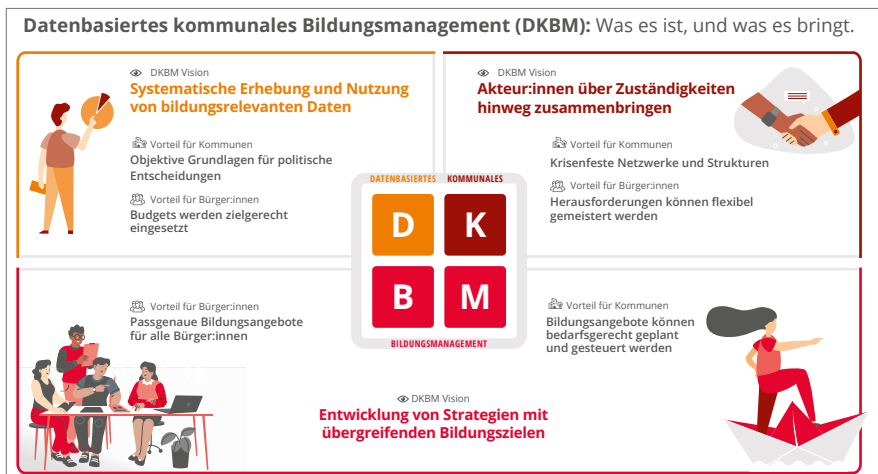 Datenbasiertes kommunales Bildungsmanagement (DKBM): Was es ist, und was es bringt.
DKBM Vision
Systematische Erhebung und Nutzung
von bildungsrelevanten Daten
Vorteil für Kommunen
Objektive Grundlagen für politische
Entscheidungen
Vorteil für Bürger:innen
Budgets werden zielgerecht
eingesetzt
DKBM Vision
Akteur:innen über Zuständigkeiten
hinweg zusammenbringen
Vorteil für Kommunen
Krisenfeste Netzwerke und Strukturen
Vorteil für Bürger:innen
Herausforderungen können flexibel
gemeistert werden
DATENBASIERTES KOMMUNALES
D K
B M
BILDUNGSMANAGEMENT
Vorteil für Bürger:innen
Passgenaue Bildungsangebote
für alle Bürger:innen
Vorteil für Kommunen
Bildungsangebote können
bedarfsgerecht geplant
und gesteuert werden
DKBM Vision
Entwicklung von Strategien mit
übergreifenden Bildungszielen